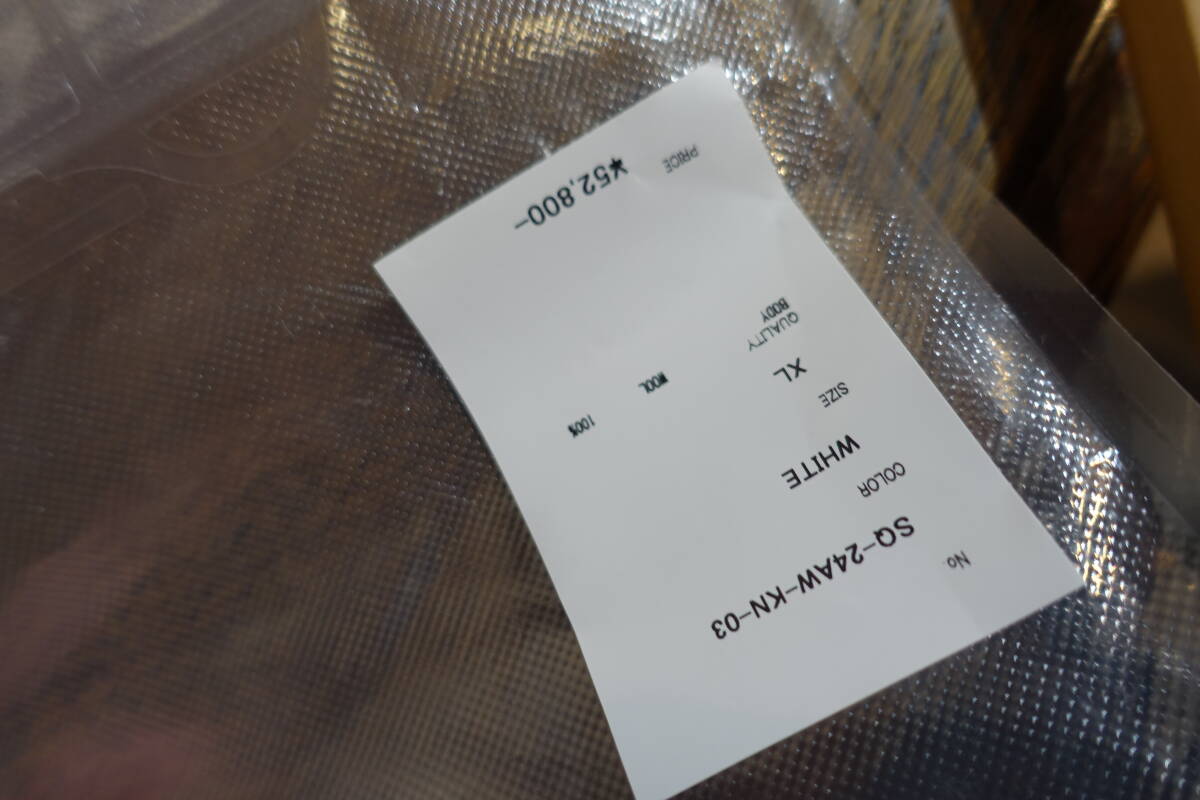 No.
SQ-24AW-KN-03
COLOR
WHITE
SIZE
XL
QUALITY
BODY
WOOL 100%
PRICE
¥52,800-